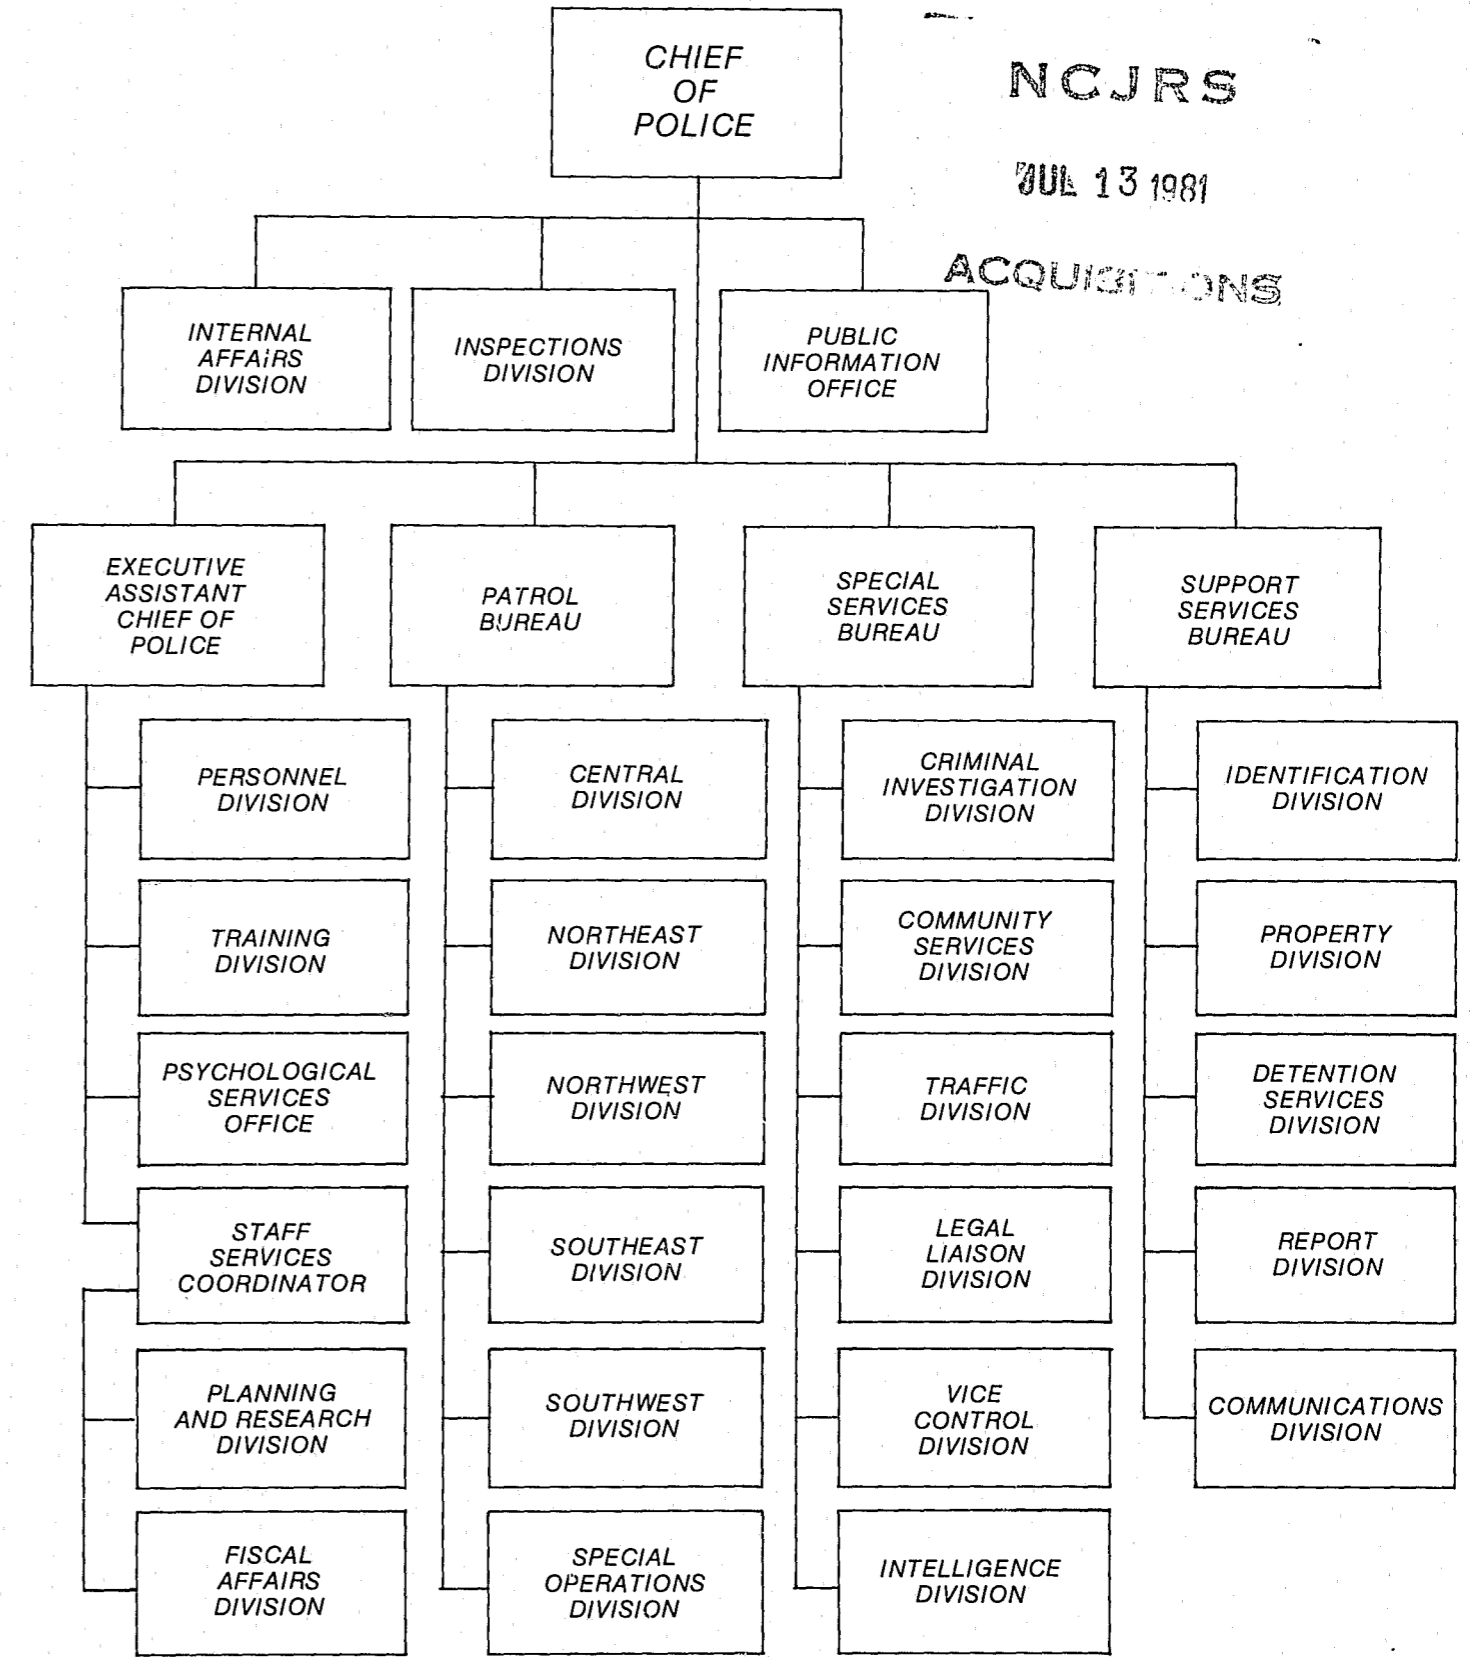 CHIEF
OF
POLICE
NCJRS
JUL 13 1981
ACQUISITIONS
INTERNAL
AFFAIRS
DIVISION
INSPECTIONS
DIVISION
PUBLIC
INFORMATION
OFFICE
EXECUTIVE
ASSISTANT
CHIEF OF
POLICE
PATROL
BUREAU
SPECIAL
SERVICES
BUREAU
SUPPORT
SERVICES
BUREAU
PERSONNEL
DIVISION
CENTRAL
DIVISION
CRIMINAL
INVESTIGATION
DIVISION
IDENTIFICATION
DIVISION
TRAINING
DIVISION
NORTHEAST
DIVISION
COMMUNITY
SERVICES
DIVISION
PROPERTY
DIVISION
PSYCHOLOGICAL
SERVICES
OFFICE
NORTHWEST
DIVISION
TRAFFIC
DIVISION
DETENTION
SERVICES
DIVISION
STAFF
SERVICES
COORDINATOR
SOUTHEAST
DIVISION
LEGAL
LIAISON
DIVISION
REPORT
DIVISION
PLANNING
AND RESEARCH
DIVISION
SOUTHWEST
DIVISION
VICE
CONTROL
DIVISION
COMMUNICATIONS
DIVISION
FISCAL
AFFAIRS
DIVISION
SPECIAL
OPERATIONS
DIVISION
INTELLIGENCE
DIVISION